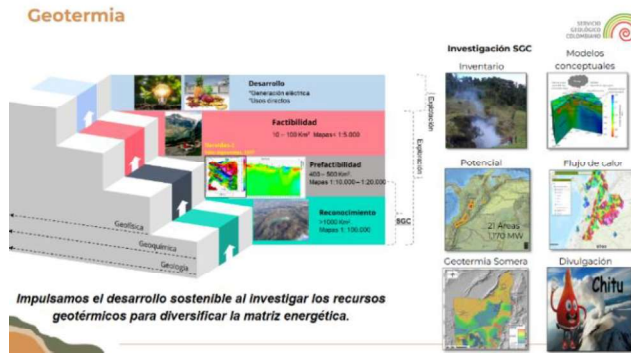 Geotermia
SERVICIO
GEOLÓGICO
COLOMBIANO
Desarrollo
*Generación eléctrica
*Usos directos
Factibilidad
10 – 100 Km² Mapas< 1:5.000
Prefactibilidad
400 – 500 Km².
Mapas 1:10.000 – 1:20.000
Reconocimiento
>1000 Km²
Mapas 1: 100.000
Geofísica
Geoquímica
Geología
Explotación
Exploración
SGC
Investigación SGC
Inventario
Modelos
conceptuales
Potencial
21 Áreas
1.170 MW
Flujo de calor
Geotermia Somera
Divulgación
Chitu
Impulsamos el desarrollo sostenible al investigar los recursos
geotérmicos para diversificar la matriz energética.